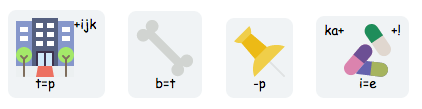 +ijk
t=p
b=t
-p
ka+ +!
i=e